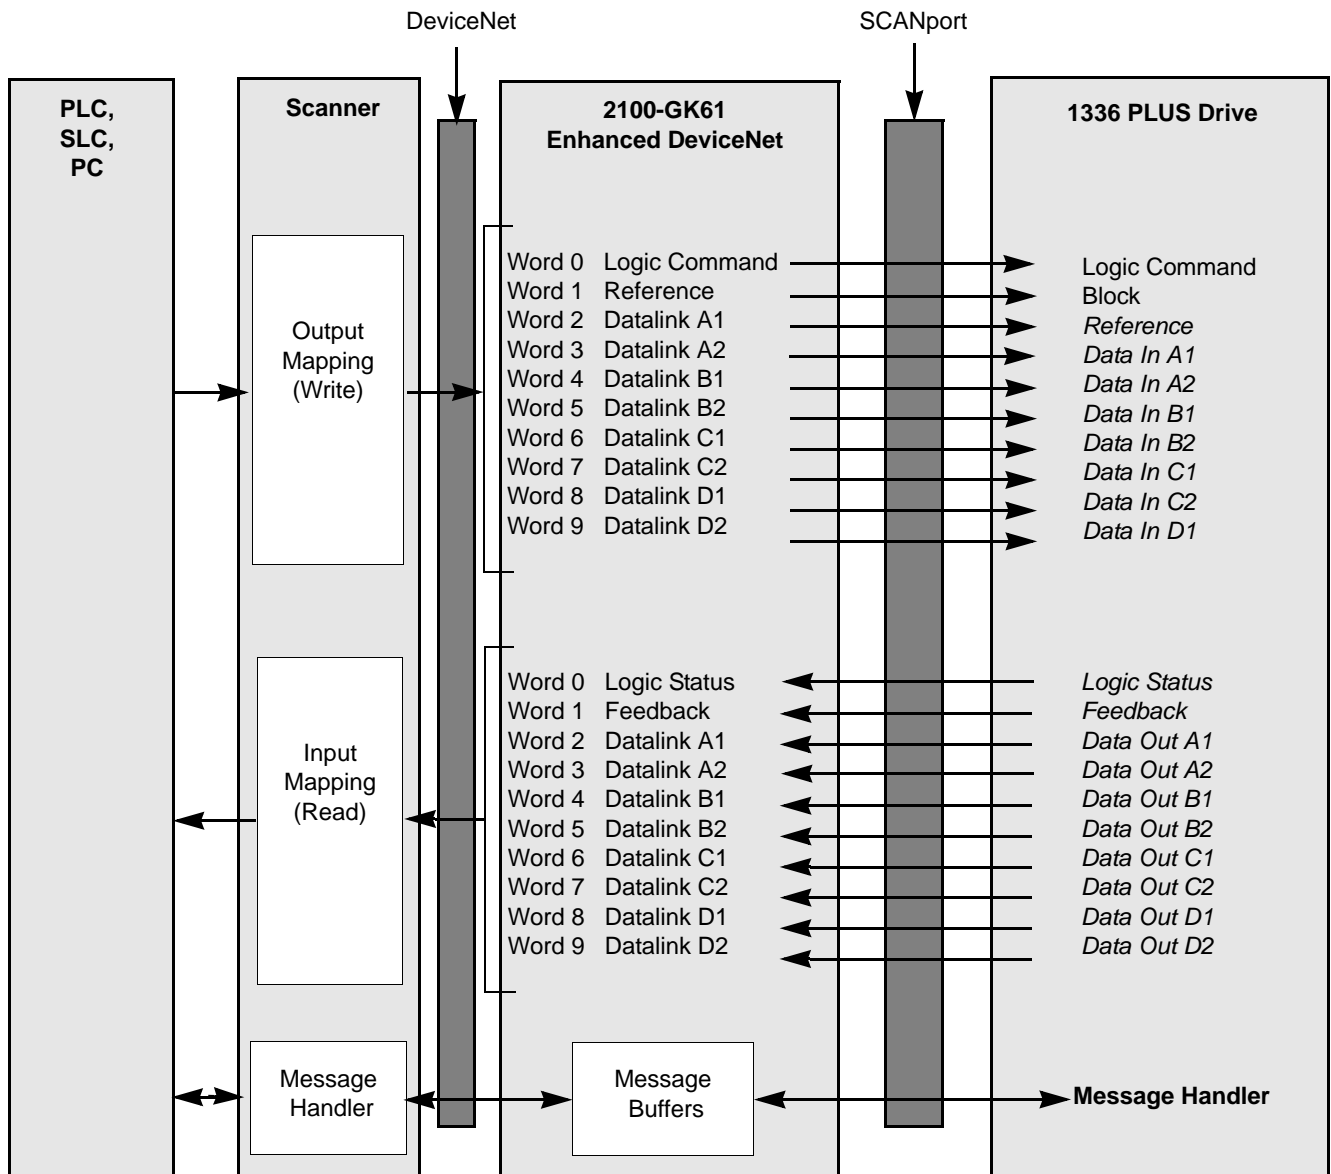 DeviceNet
SCANport
PLC,
SLC,
PC
Scanner
2100-GK61
Enhanced DeviceNet
1336 PLUS Drive
Output
Mapping
(Write)
Word 0 Logic Command
Word 1 Reference
Word 2 Datalink A1
Word 3 Datalink A2
Word 4 Datalink B1
Word 5 Datalink B2
Word 6 Datalink C1
Word 7 Datalink C2
Word 8 Datalink D1
Word 9 Datalink D2
Logic Command
Block
Reference
Data In A1
Data In A2
Data In B1
Data In B2
Data In C1
Data In C2
Data In D1
Input
Mapping
(Read)
Word 0 Logic Status
Word 1 Feedback
Word 2 Datalink A1
Word 3 Datalink A2
Word 4 Datalink B1
Word 5 Datalink B2
Word 6 Datalink C1
Word 7 Datalink C2
Word 8 Datalink D1
Word 9 Datalink D2
Logic Status
Feedback
Data Out A1
Data Out A2
Data Out B1
Data Out B2
Data Out C1
Data Out C2
Data Out D1
Data Out D2
Message
Handler
Message
Buffers
Message Handler